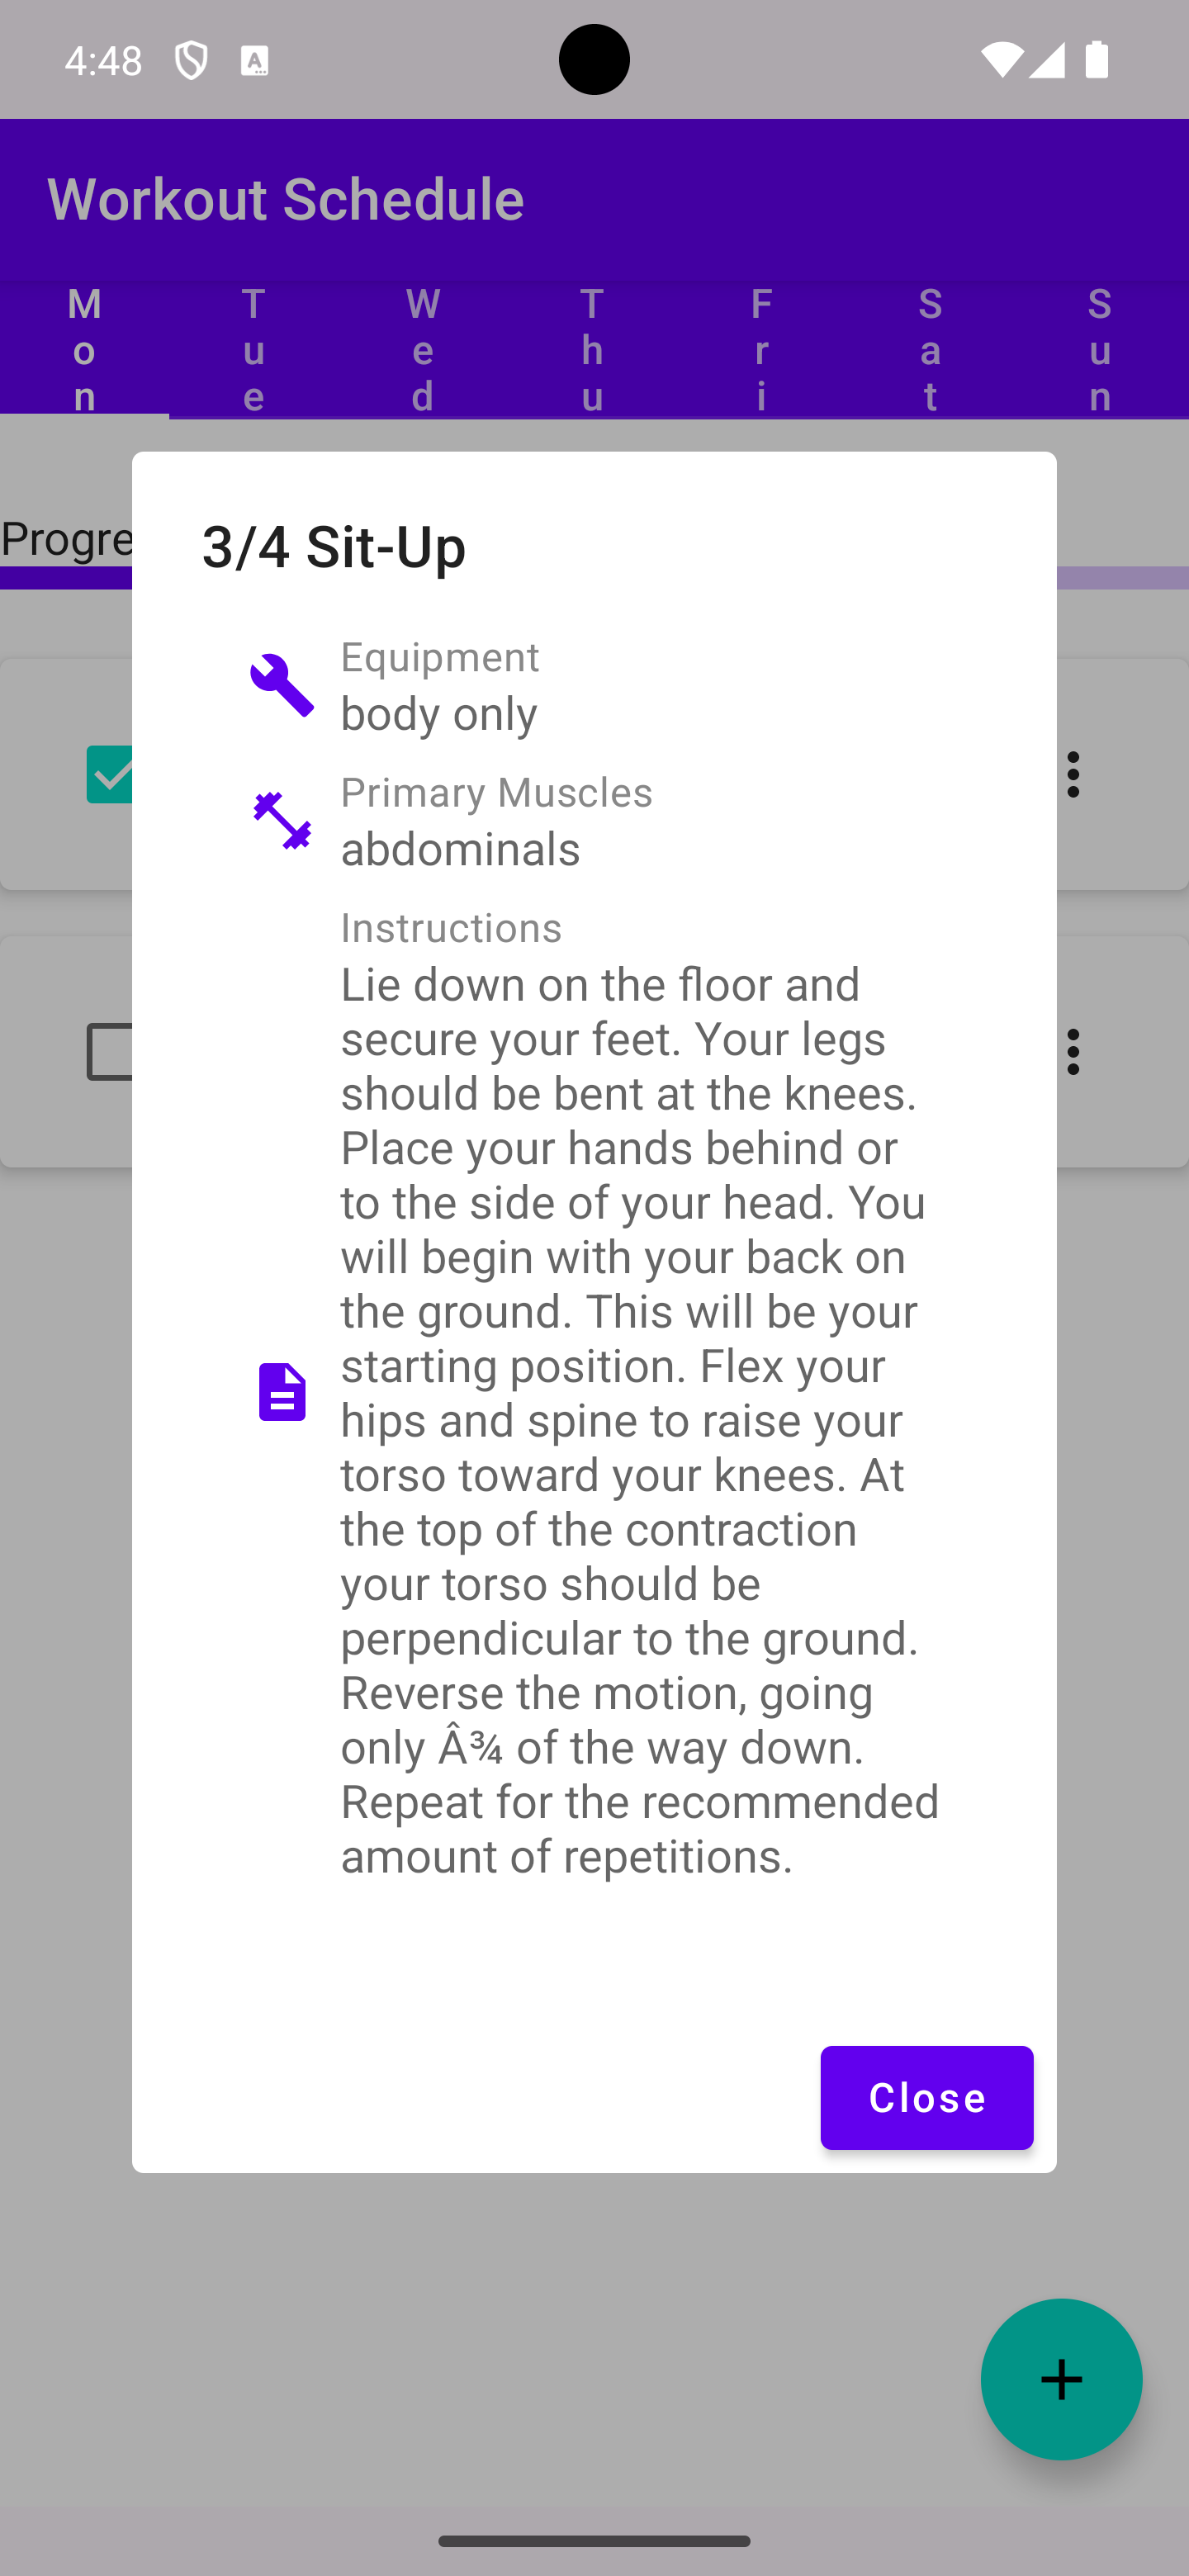 4:48
Workout Schedule
Mon
Tue
Wed
Thu
Fri
Sat
Sun
Progre
3/4 Sit-Up
Equipment
body only
Primary Muscles
abdominals
Instructions
Lie down on the floor and
secure your feet. Your legs
should be bent at the knees.
Place your hands behind or
to the side of your head. You
will begin with your back on
the ground. This will be your
starting position. Flex your
hips and spine to raise your
torso toward your knees. At
the top of the contraction
your torso should be
perpendicular to the ground.
Reverse the motion, going
only Â¾ of the way down.
Repeat for the recommended
amount of repetitions.
Close